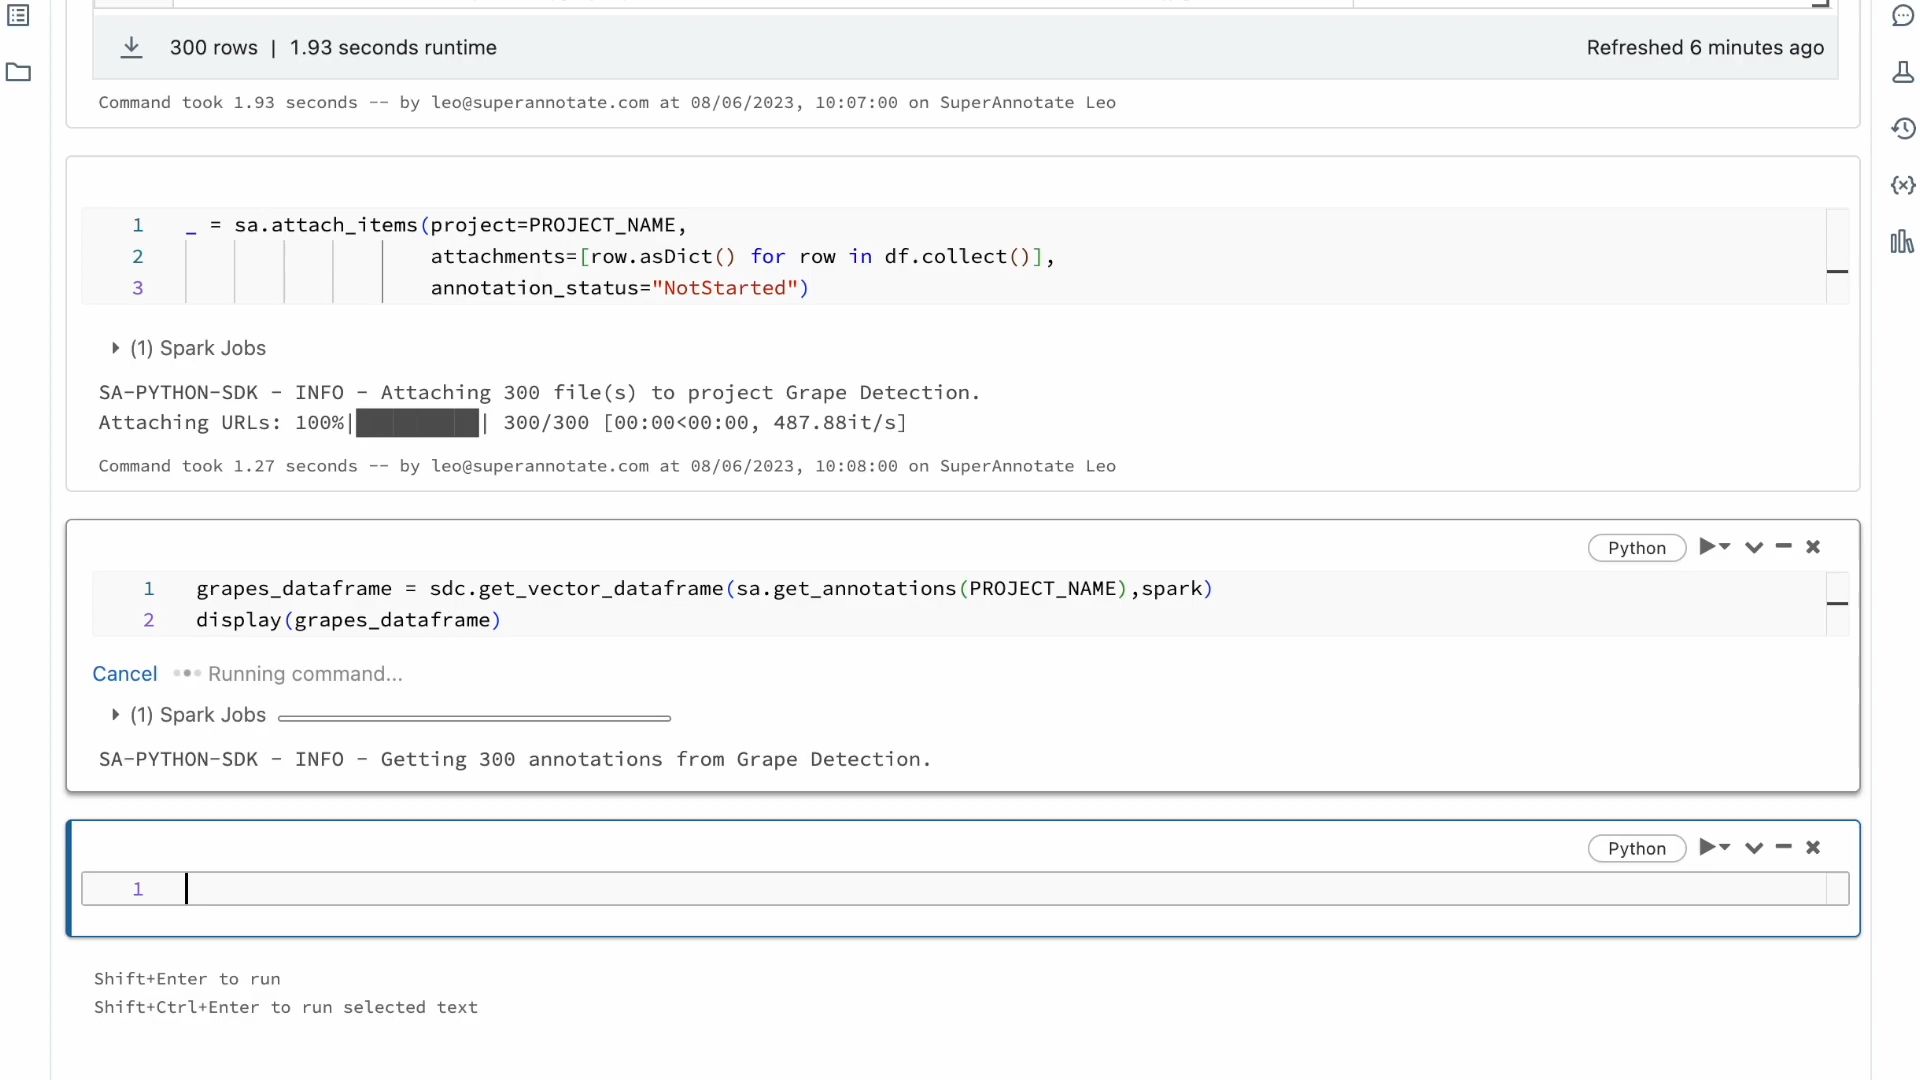 300 rows | 1.93 seconds runtime
Refreshed 6 minutes ago
Command took 1.93 seconds -- by leo@superannotate.com at 08/06/2023, 10:07:00 on SuperAnnotate Leo
1 _ = sa.attach_items(project=PROJECT_NAME,
2 attachments=[row.asDict() for row in df.collect()],
3 annotation_status="NotStarted")
(1) Spark Jobs
SA-PYTHON-SDK - INFO - Attaching 300 file(s) to project Grape Detection.
Attaching URLs: 100%|██████████| 300/300 [00:00<00:00, 487.88it/s]
Command took 1.27 seconds -- by leo@superannotate.com at 08/06/2023, 10:08:00 on SuperAnnotate Leo
Python
1 grapes_dataframe = sdc.get_vector_dataframe(sa.get_annotations(PROJECT_NAME),spark)
2 display(grapes_dataframe)
Cancel Running command...
(1) Spark Jobs
SA-PYTHON-SDK - INFO - Getting 300 annotations from Grape Detection.
Python
1
Shift+Enter to run
Shift+Ctrl+Enter to run selected text